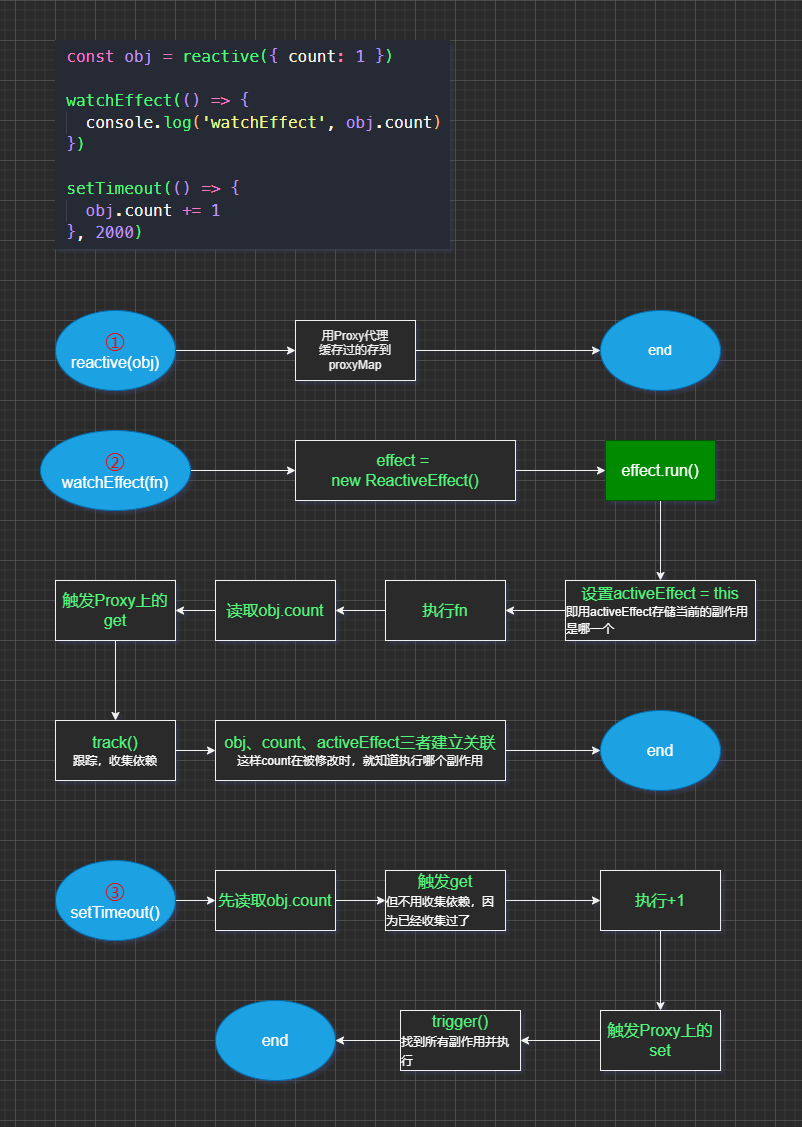 const obj = reactive({ count: 1 })
watchEffect(() => {
console.log('watchEffect', obj.count)
})
setTimeout(() => {
obj.count += 1
}, 2000)
①
reactive(obj)
用Proxy代理
缓存过的存到
proxyMap
end
②
watchEffect(fn)
effect =
new ReactiveEffect()
effect.run()
触发Proxy上的
get
读取obj.count
执行fn
设置activeEffect = this
即用activeEffect存储当前的副作用
是哪一个
track()
跟踪，收集依赖
obj、count、activeEffect三者建立关联
这样count在被修改时，就知道执行哪个副作用
end
③
setTimeout()
先读取obj.count
触发get
但不用收集依赖，因
为已经收集过了
执行+1
end
trigger()
找到所有副作用并执
行
触发Proxy上的
set